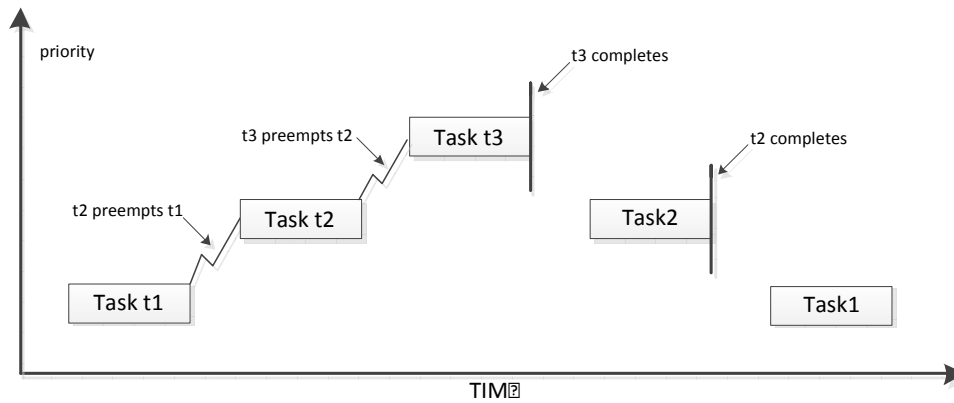 priority
t3 completes
t3 preempts t2
Task t3
t2 completes
t2 preempts t1
Task t2
Task2
Task t1
Task1
TIM⍰